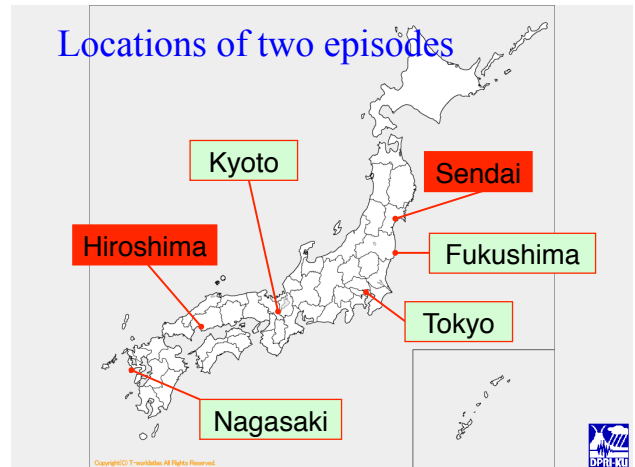 Locations of two episodes
Kyoto
Sendai
Hiroshima
Fukushima
Tokyo
Nagasaki
Copyright(C) T-worldatlas All Rights Reserved.
DPRI-KU